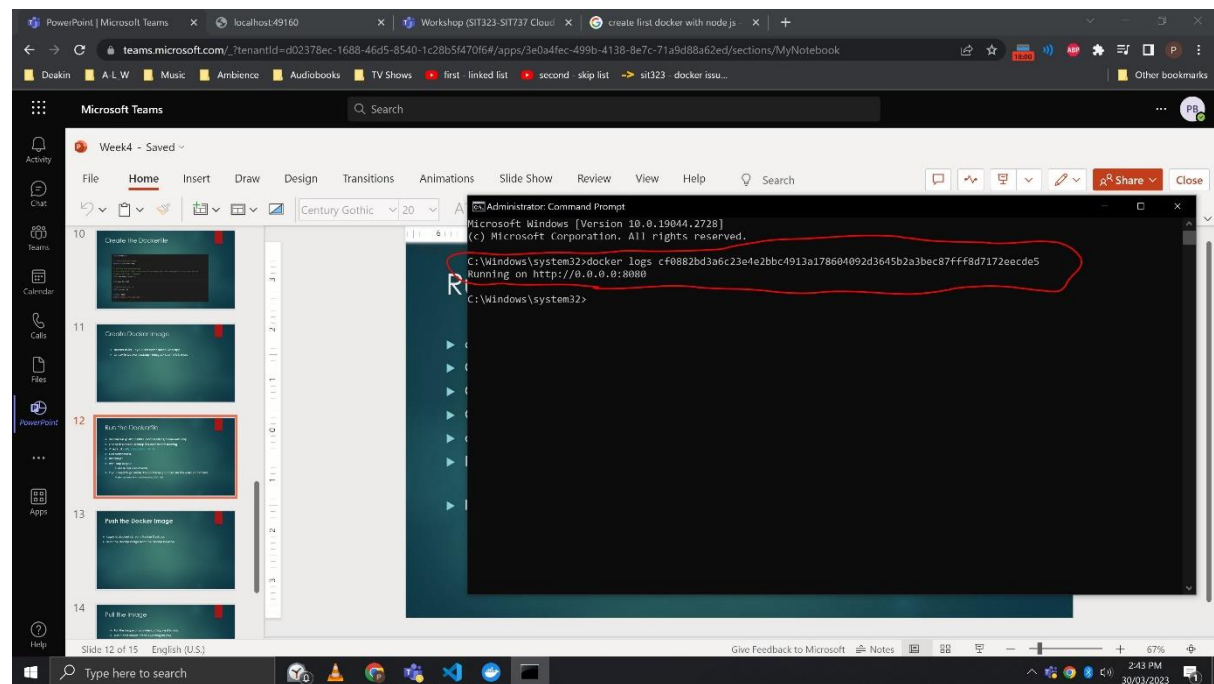 PowerPoint | Microsoft Teams
localhost:49160
Workshop (SIT323-SIT737 Cloud
create first docker with node js -
teams.microsoft.com/_?tenantId=d02378ec-1688-46d5-8540-1c28b5f470f6#/apps/3e0a4fec-499b-4138-8e7c-71a9d88a62ed/sections/MyNotebook
18:00
ABP
P
Deakin
A-L W
Music
Ambience
Audiobooks
TV Shows
first - linked list
second - skip list
sit323 - docker issu...
Other bookmarks
Microsoft Teams
Search
PB
Activity
Chat
Teams
Calendar
Calls
Files
PowerPoint
Apps
Help
Week4 - Saved
File Home Insert Draw Design Transitions Animations Slide Show Review View Help Search
Share
Close
Century Gothic
20
10
Create the Dockerfile
11
Create Docker image
12
Run the Dockerfile
13
Push the Docker Image
14
Pull the image
Administrator: Command Prompt
Microsoft Windows [Version 10.0.19044.2728]
(c) Microsoft Corporation. All rights reserved.
C:\Windows\system32>docker logs cf0882bd3a6c23e4e2bbc4913a178604092d3645b2a3bec87fff8d7172eecde5
Running on http://0.0.0.0:8080
C:\Windows\system32>
Slide 12 of 15 English (U.S.)
Give Feedback to Microsoft
Notes
67%
Type here to search
2:43 PM
30/03/2023